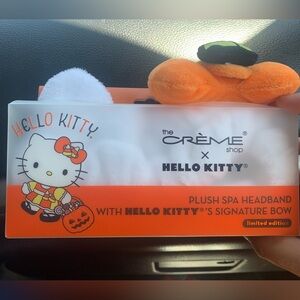 HELLO KITTY
the
CRÈME
shop
x
HELLO KITTY®
PLUSH SPA HEADBAND
WITH HELLO KITTY®'S SIGNATURE BOW
limited edition